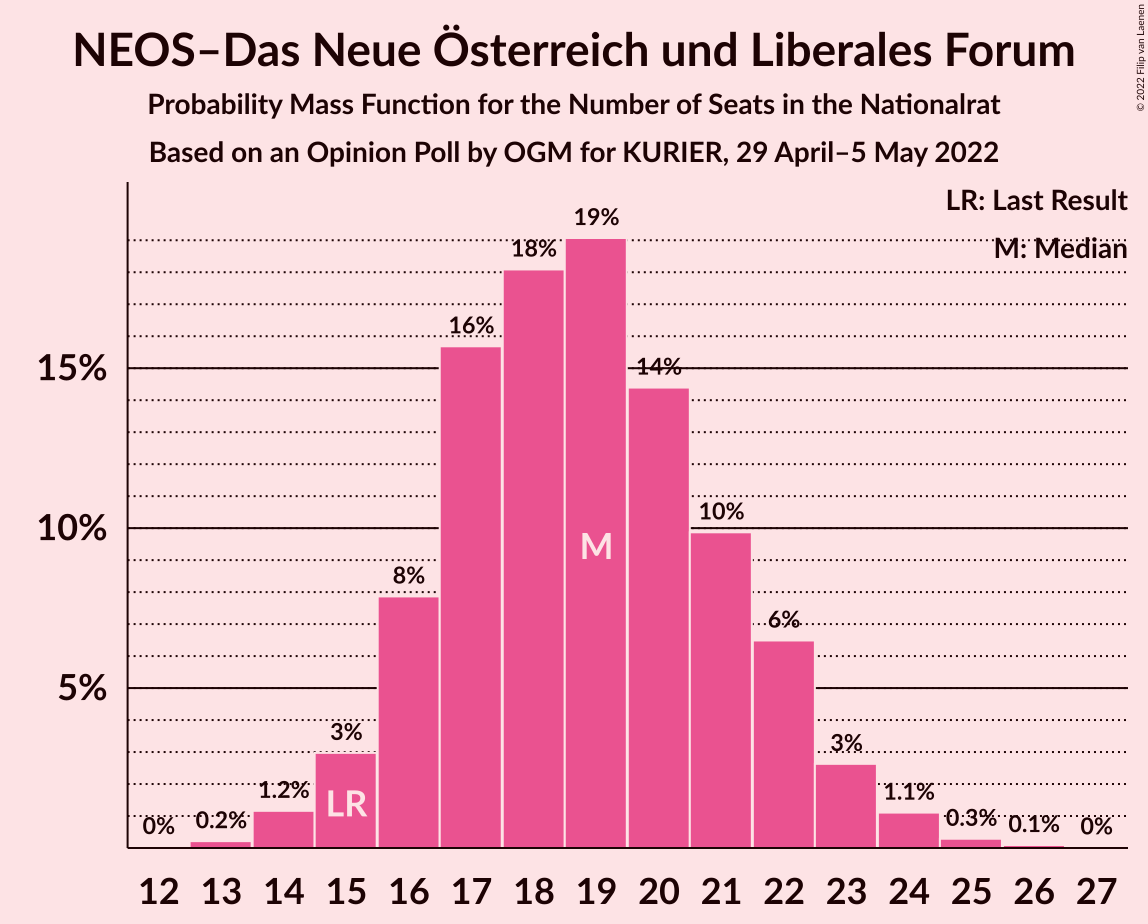 NEOS–Das Neue Österreich und Liberales Forum
Probability Mass Function for the Number of Seats in the Nationalrat
Based on an Opinion Poll by OGM for KURIER, 29 April–5 May 2022
© 2022 Filip van Laenen
LR: Last Result
M: Median
15%
10%
5%
0%
0.2%
1.2%
3%
8%
16%
18%
19%
14%
10%
6%
3%
1.1%
0.3%
0.1%
0%
LR
M
12 13 14 15 16 17 18 19 20 21 22 23 24 25 26 27